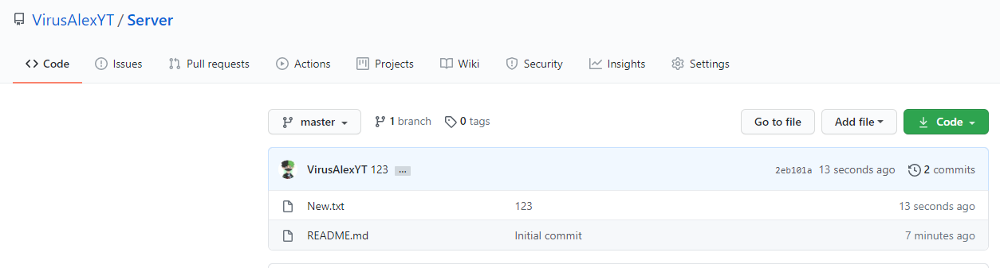 VirusAlexYT / Server
Code Issues Pull requests Actions Projects Wiki Security Insights Settings
master 1 branch 0 tags Go to file Add file Code
VirusAlexYT 123 ... 2eb101a 13 seconds ago 2 commits
New.txt 123 13 seconds ago
README.md Initial commit 7 minutes ago